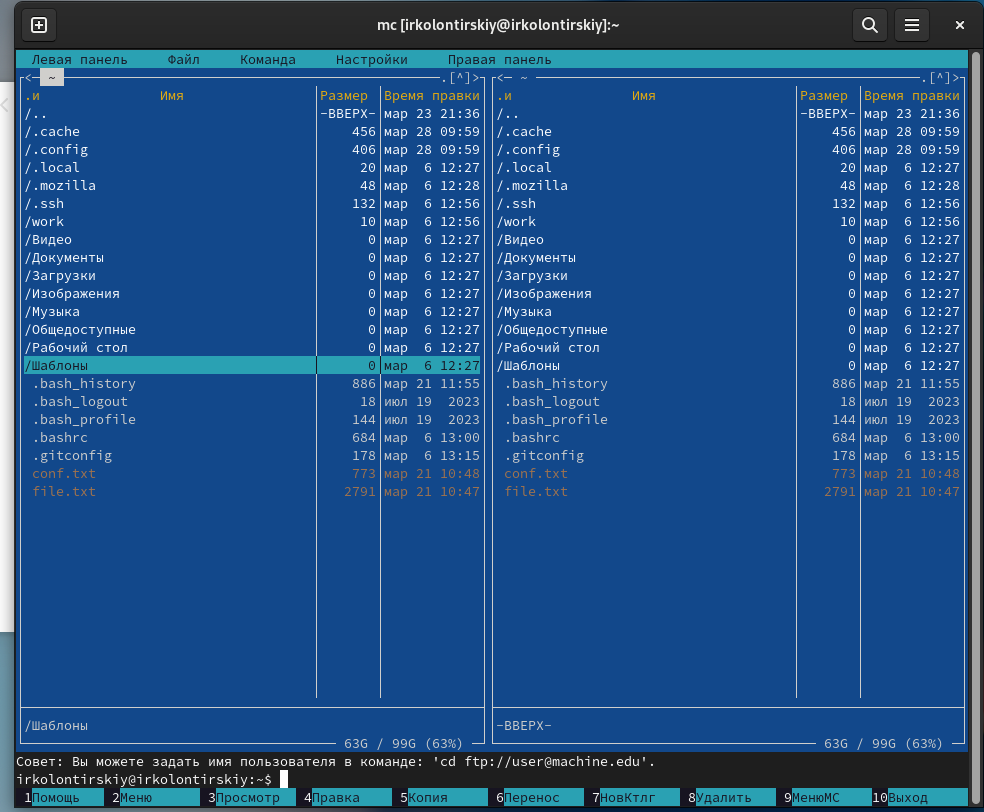 mc [irkolontirskiy@irkolontirskiy]:~
Левая панель Файл Команда Настройки Правая панель
<— ~ —.[^]>  <— ~ —.[^]>
.и Имя Размер Время правки  .и Имя Размер Время правки
/.. -ВВЕРХ- мар 23 21:36  /.. -ВВЕРХ- мар 23 21:36
/.cache 456 мар 28 09:59  /.cache 456 мар 28 09:59
/.config 406 мар 28 09:59  /.config 406 мар 28 09:59
/.local 20 мар 6 12:27  /.local 20 мар 6 12:27
/.mozilla 48 мар 6 12:28  /.mozilla 48 мар 6 12:28
/.ssh 132 мар 6 12:56  /.ssh 132 мар 6 12:56
/work 10 мар 6 12:56  /work 10 мар 6 12:56
/Видео 0 мар 6 12:27  /Видео 0 мар 6 12:27
/Документы 0 мар 6 12:27  /Документы 0 мар 6 12:27
/Загрузки 0 мар 6 12:27  /Загрузки 0 мар 6 12:27
/Изображения 0 мар 6 12:27  /Изображения 0 мар 6 12:27
/Музыка 0 мар 6 12:27  /Музыка 0 мар 6 12:27
/Общедоступные 0 мар 6 12:27  /Общедоступные 0 мар 6 12:27
/Рабочий стол 0 мар 6 12:27  /Рабочий стол 0 мар 6 12:27
/Шаблоны 0 мар 6 12:27  /Шаблоны 0 мар 6 12:27
.bash_history 886 мар 21 11:55  .bash_history 886 мар 21 11:55
.bash_logout 18 июл 19 2023  .bash_logout 18 июл 19 2023
.bash_profile 144 июл 19 2023  .bash_profile 144 июл 19 2023
.bashrc 684 мар 6 13:00  .bashrc 684 мар 6 13:00
.gitconfig 178 мар 6 13:15  .gitconfig 178 мар 6 13:15
conf.txt 773 мар 21 10:48  conf.txt 773 мар 21 10:48
file.txt 2791 мар 21 10:47  file.txt 2791 мар 21 10:47
/Шаблоны  -ВВЕРХ-
63G / 99G (63%)  63G / 99G (63%)
Совет: Вы можете задать имя пользователя в команде: 'cd ftp://user@machine.edu'.
irkolontirskiy@irkolontirskiy:~$
1Помощь 2Меню 3Просмотр 4Правка 5Копия 6Перенос 7НовКтлг 8Удалить 9МенюMC 10Выход